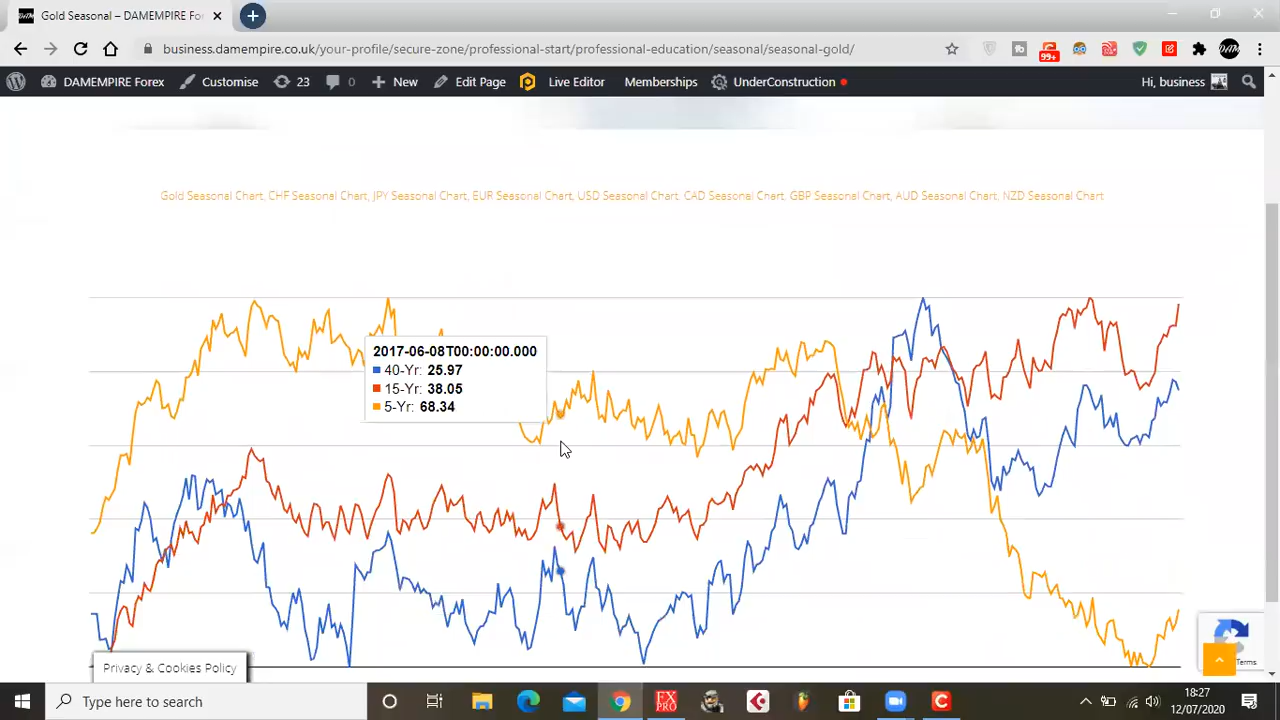 Gold Seasonal – DAMEMPIRE For
business.damempire.co.uk/your-profile/secure-zone/professional-start/professional-education/seasonal/seasonal-gold/
99+
DAMEMPIRE Forex Customise 23 New Edit Page Live Editor Memberships UnderConstruction Hi, business
Gold Seasonal Chart, CHF Seasonal Chart, JPY Seasonal Chart, EUR Seasonal Chart, USD Seasonal Chart. CAD Seasonal Chart, GBP Seasonal Chart, AUD Seasonal Chart, NZD Seasonal Chart
2017-06-08T00:00:00.000
40-Yr: 25.97
15-Yr: 38.05
5-Yr: 68.34
Privacy & Cookies Policy
Terms
Type here to search
FX PRO
18:27
12/07/2020